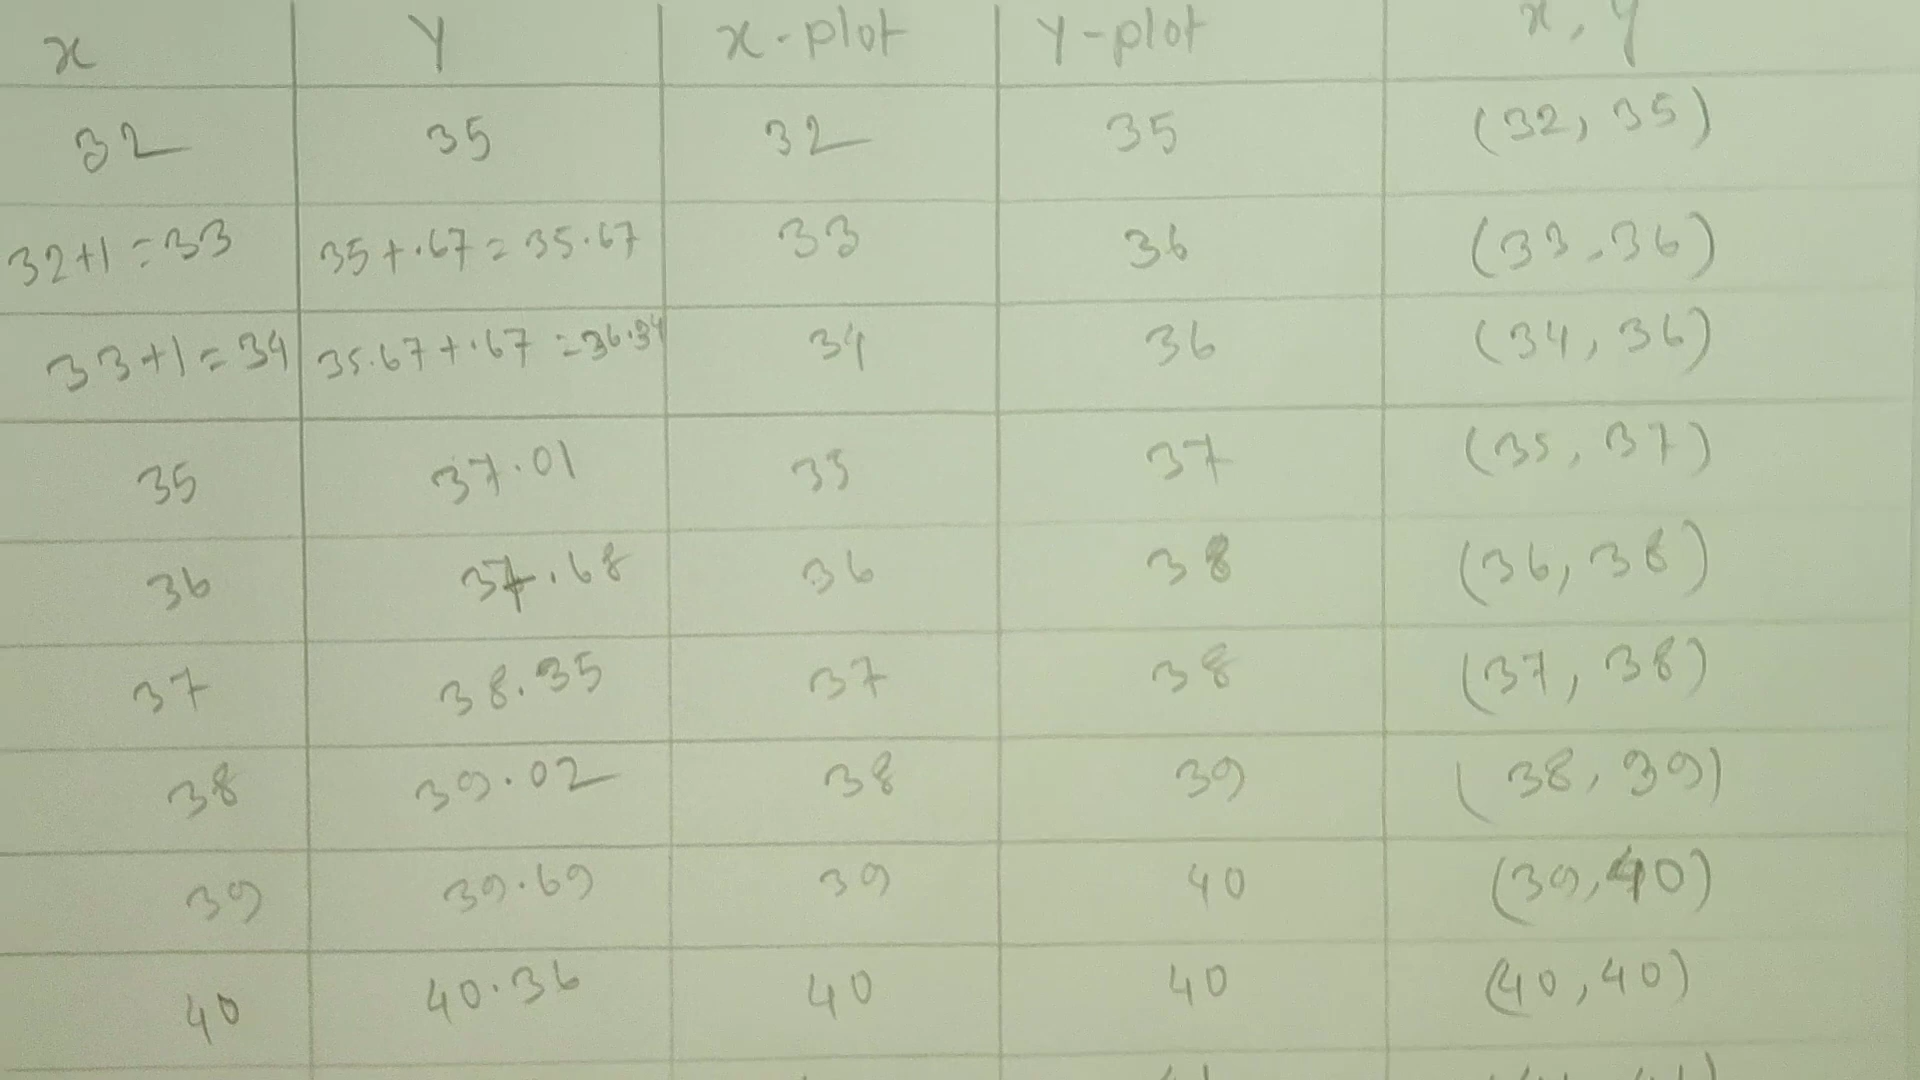 x Y x-plot Y-plot x, y
32 35 32 35 (32, 35)
32+1=33 35+.67=35.67 33 36 (33,36)
33+1=34 35.67+.67=36.34 34 36 (34, 36)
35 37.01 35 37 (35, 37)
36 37.68 36 38 (36, 38)
37 38.35 37 38 (37, 38)
38 39.02 38 39 (38, 39)
39 39.69 39 40 (39,40)
40 40.36 40 40 (40,40)